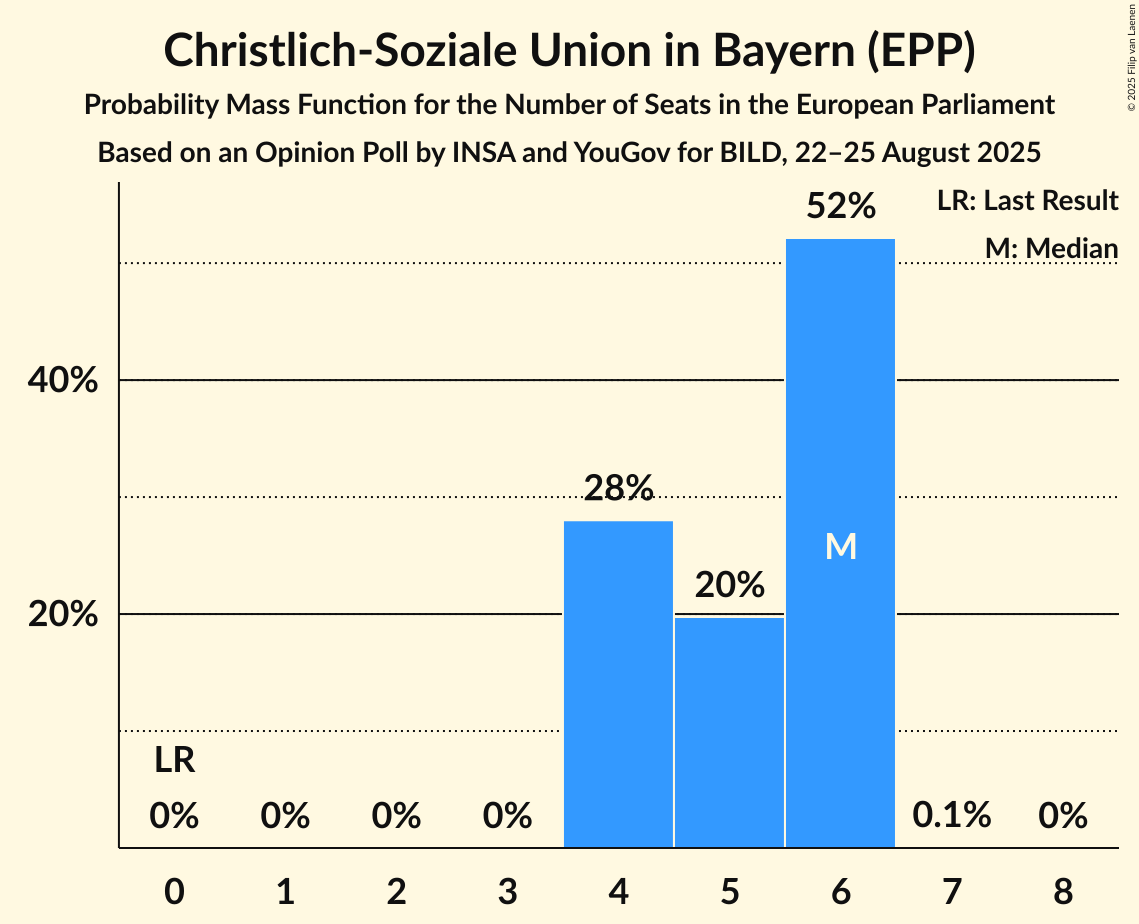 Christlich-Soziale Union in Bayern (EPP)
Probability Mass Function for the Number of Seats in the European Parliament
Based on an Opinion Poll by INSA and YouGov for BILD, 22–25 August 2025
© 2025 Filip van Laenen
LR: Last Result
M: Median
52%
40%
28%
M
20%
20%
LR
0% 0% 0% 0% 0.1% 0%
0 1 2 3 4 5 6 7 8